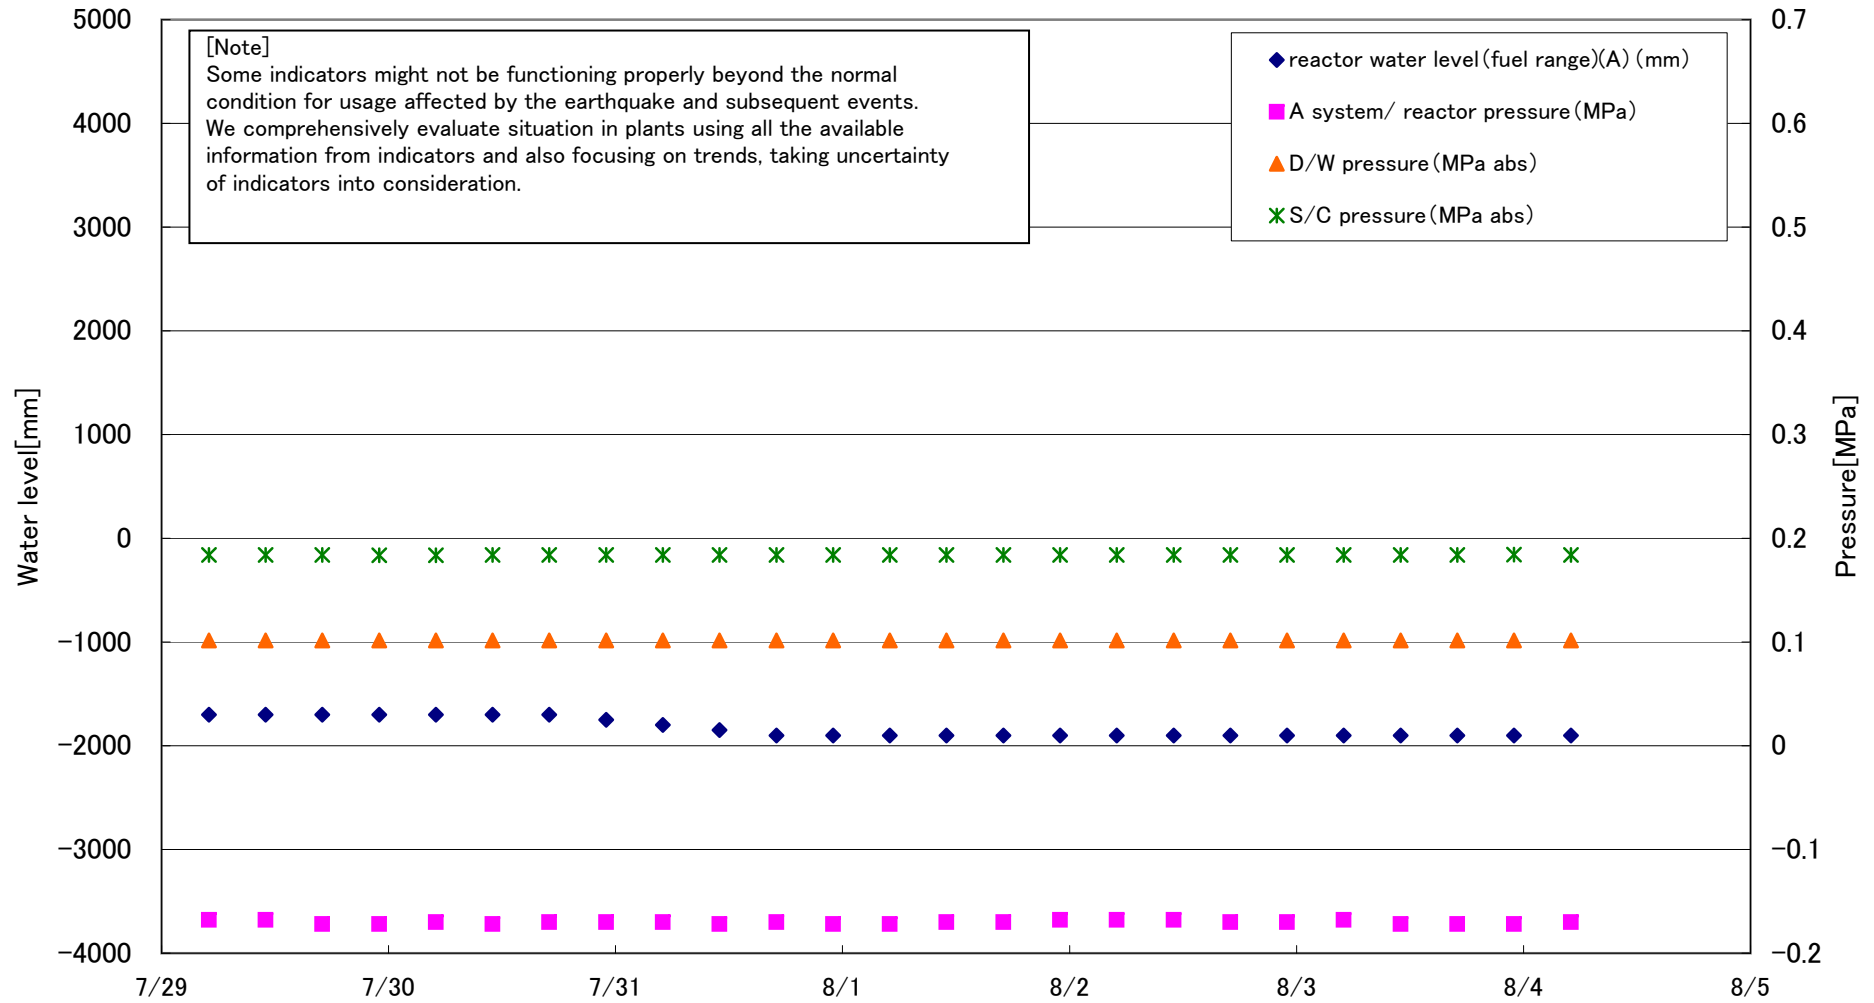 [Note]
Some indicators might not be functioning properly beyond the normal
condition for usage affected by the earthquake and subsequent events.
We comprehensively evaluate situation in plants using all the available
information from indicators and also focusing on trends, taking uncertainty
of indicators into consideration.
reactor water level(fuel range)(A) (mm)
A system/ reactor pressure(MPa)
D/W pressure(MPa abs)
S/C pressure(MPa abs)
Water level[mm]
5000
4000
3000
2000
1000
0
-1000
-2000
-3000
-4000
0.7
0.6
0.5
0.4
0.3
0.2
0.1
0
-0.1
-0.2
Pressure[MPa]
7/29
7/30
7/31
8/1
8/2
8/3
8/4
8/5